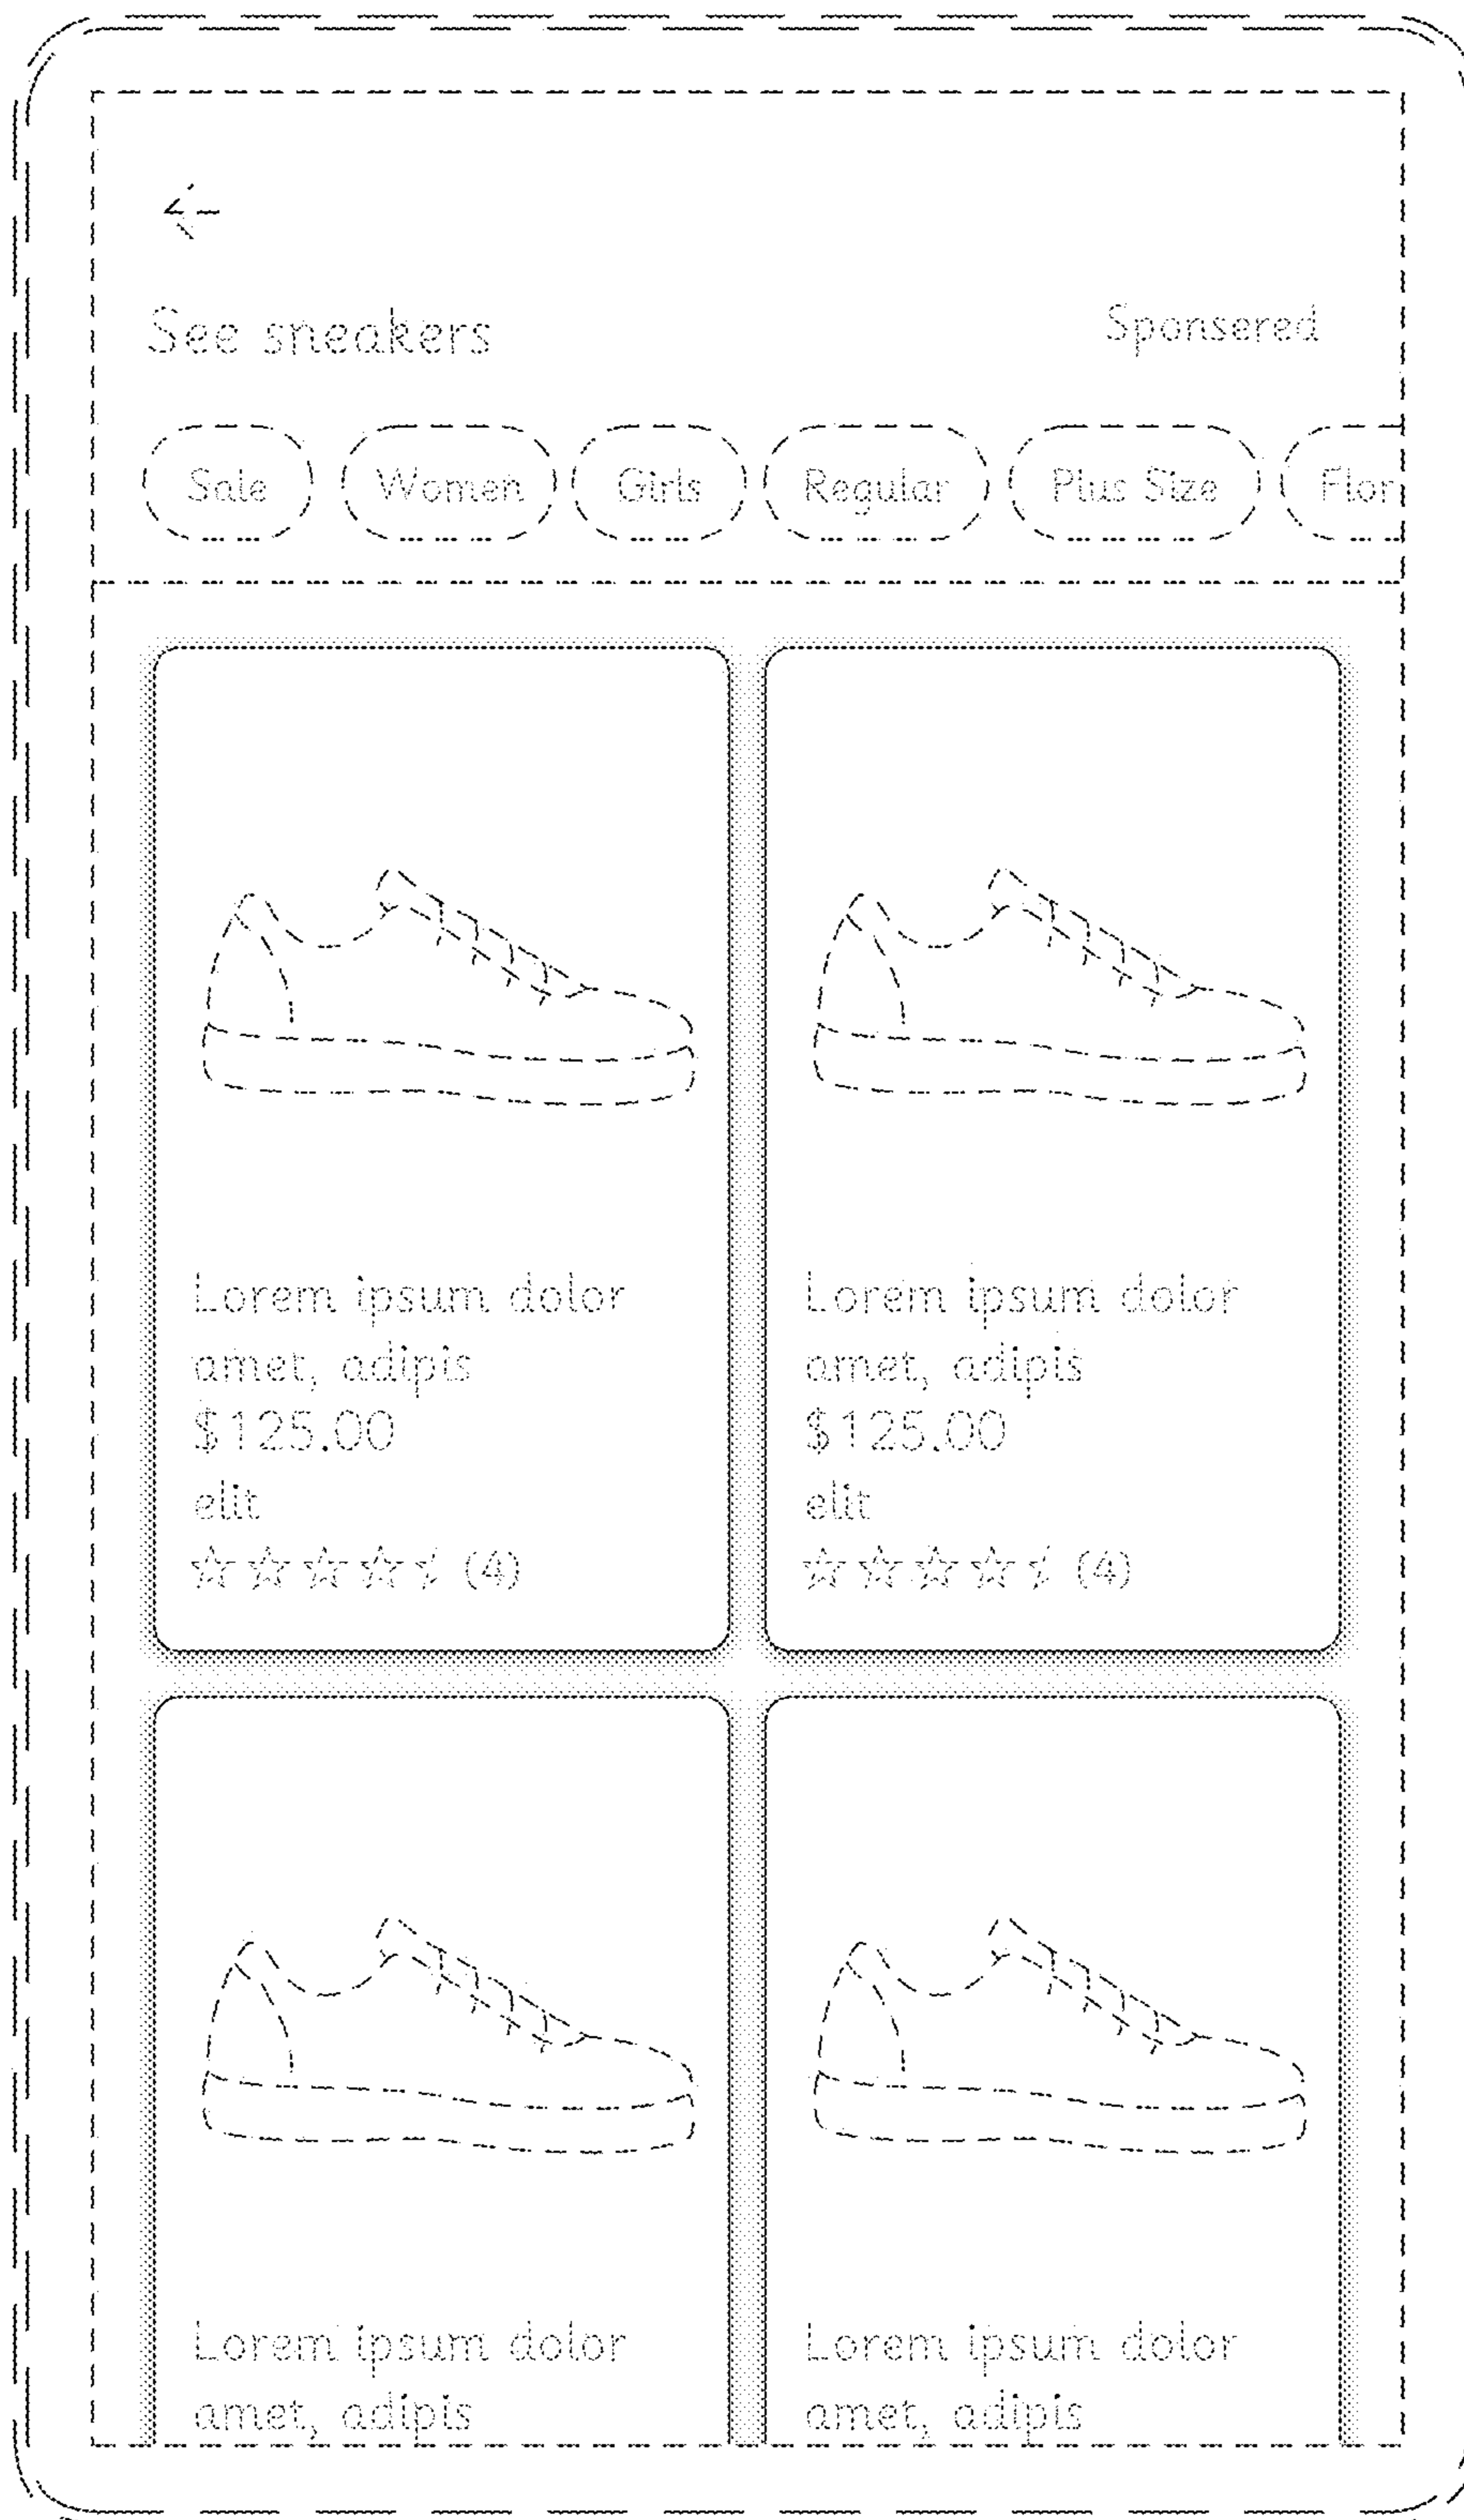 See sneakers
Sponsered
Sale
Women
Girls
Regular
Plus Size
Flor
Lorem ipsum dolor
amet, adipis
$125.00
elit
(4)
Lorem ipsum dolor
amet, adipis
$125.00
elit
(4)
Lorem ipsum dolor
amet, adipis
Lorem ipsum dolor
amet, adipis